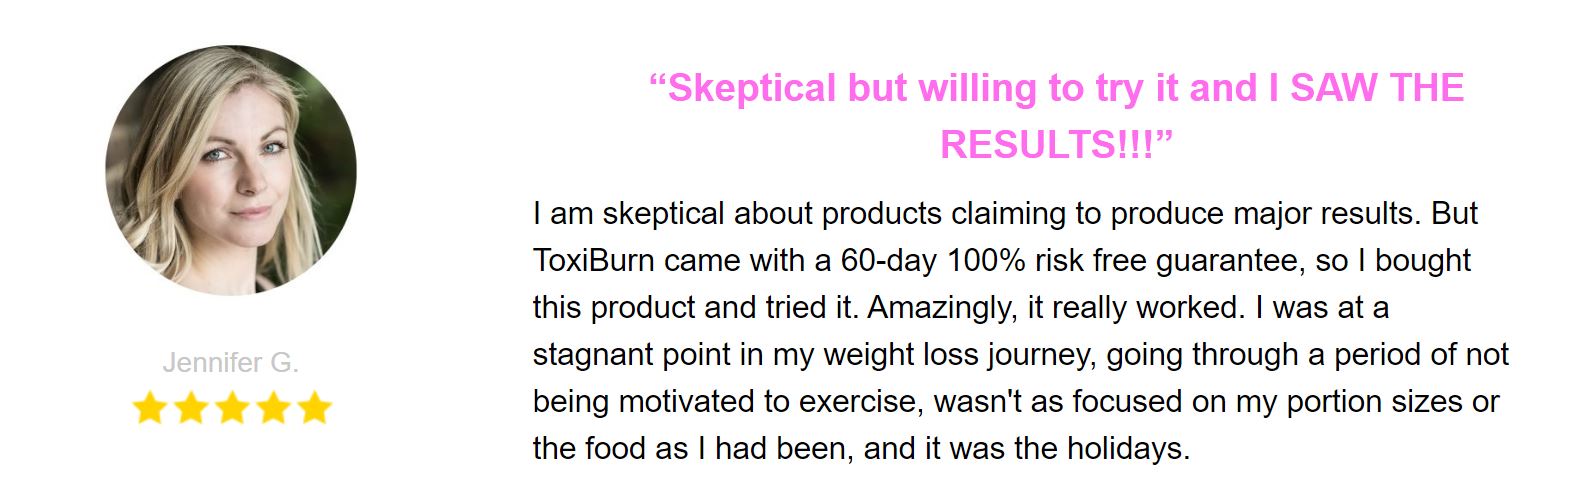 “Skeptical but willing to try it and I SAW THE
RESULTS!!!”
I am skeptical about products claiming to produce major results. But
ToxiBurn came with a 60-day 100% risk free guarantee, so I bought
this product and tried it. Amazingly, it really worked. I was at a
stagnant point in my weight loss journey, going through a period of not
being motivated to exercise, wasn't as focused on my portion sizes or
the food as I had been, and it was the holidays.
Jennifer G.